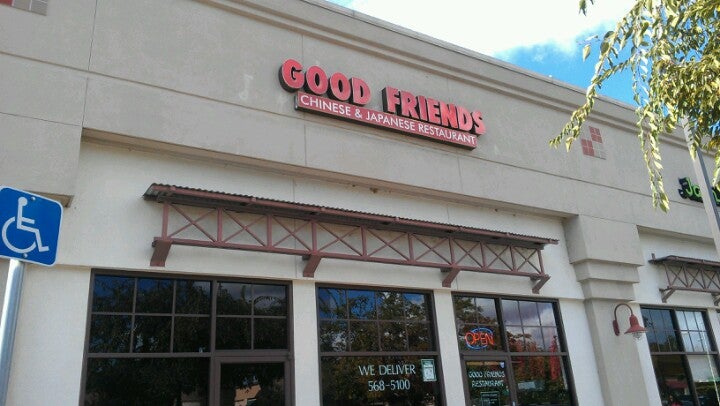 GOOD FRIENDS
CHINESE & JAPANESE RESTAURANT
WE DELIVER
568-5100
OPEN
GOOD FRIENDS
RESTAURANT